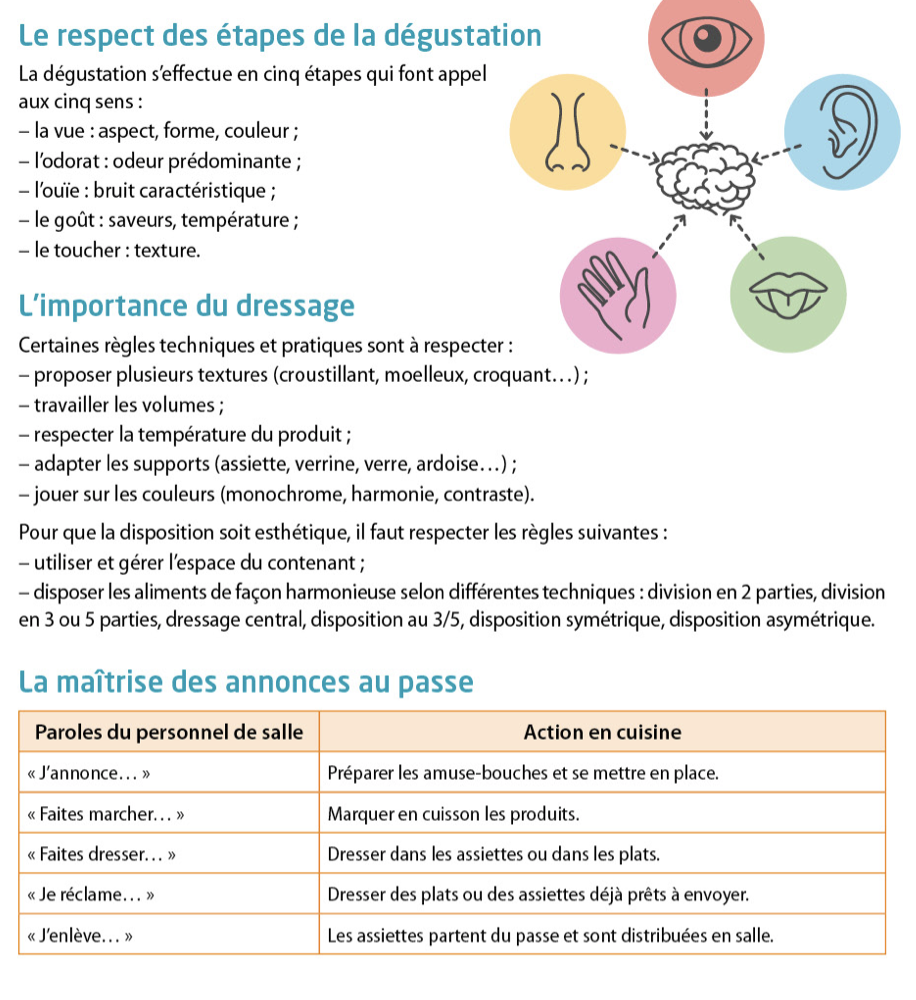 Le respect des étapes de la dégustation
La dégustation s’effectue en cinq étapes qui font appel
aux cinq sens :
– la vue : aspect, forme, couleur ;
– l’odorat : odeur prédominante ;
– l’ouïe : bruit caractéristique ;
– le goût : saveurs, température ;
– le toucher : texture.
L’importance du dressage
Certaines règles techniques et pratiques sont à respecter :
– proposer plusieurs textures (croustillant, moelleux, croquant…) ;
– travailler les volumes ;
– respecter la température du produit ;
– adapter les supports (assiette, verrine, verre, ardoise…) ;
– jouer sur les couleurs (monochrome, harmonie, contraste).
Pour que la disposition soit esthétique, il faut respecter les règles suivantes :
– utiliser et gérer l’espace du contenant ;
– disposer les aliments de façon harmonieuse selon différentes techniques : division en 2 parties, division
en 3 ou 5 parties, dressage central, disposition au 3/5, disposition symétrique, disposition asymétrique.
La maîtrise des annonces au passe
Paroles du personnel de salle Action en cuisine
« J’annonce… » Préparer les amuse-bouches et se mettre en place.
« Faites marcher… » Marquer en cuisson les produits.
« Faites dresser… » Dresser dans les assiettes ou dans les plats.
« Je réclame… » Dresser des plats ou des assiettes déjà prêts à envoyer.
« J’enlève… » Les assiettes partent du passe et sont distribuées en salle.